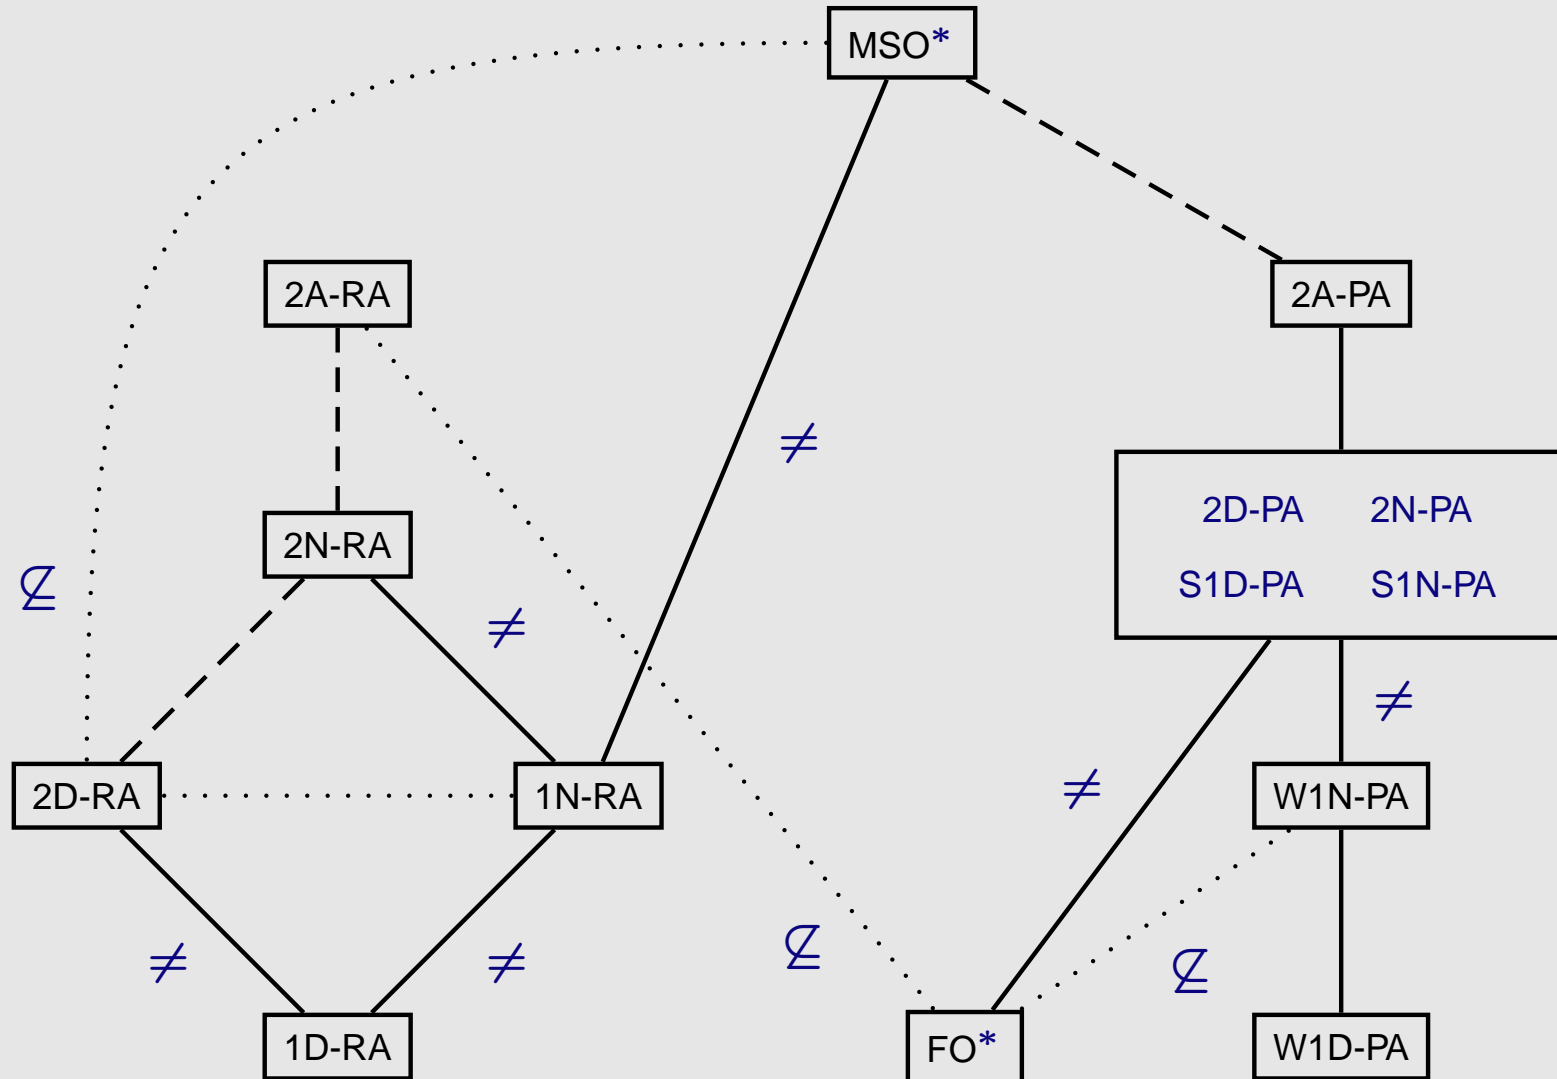 MSO*
2A-RA
2A-PA
≠
2D-PA 2N-PA
2N-RA
⊈
S1D-PA S1N-PA
≠
≠
2D-RA
1N-RA
≠
W1N-PA
≠
≠
⊈
⊈
1D-RA
FO*
W1D-PA